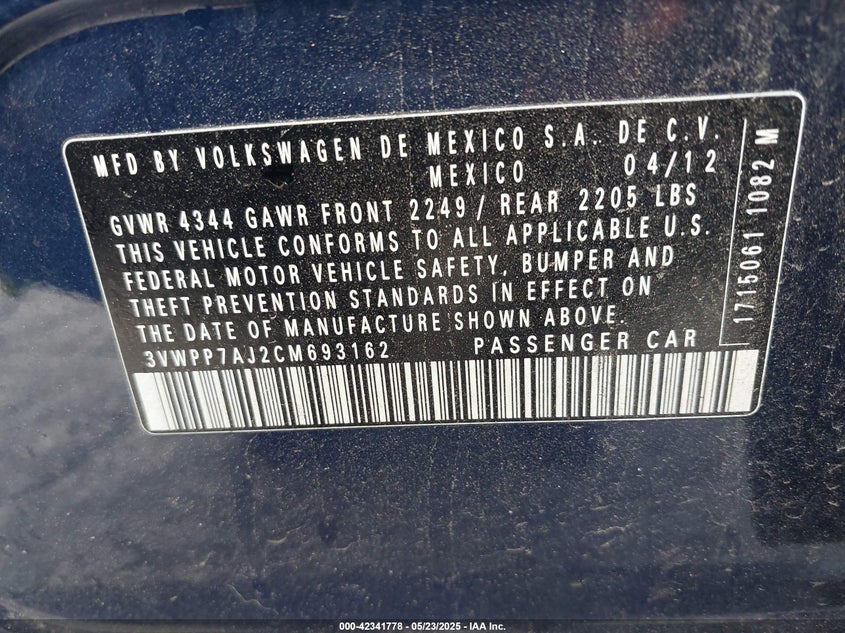 MFD BY VOLKSWAGEN DE MEXICO S.A. DE C.V.
MEXICO 04/12
GVWR 4344 GAWR FRONT 2249/ REAR 2205 LBS
THIS VEHICLE CONFORMS TO ALL APPLICABLE U.S.
FEDERAL MOTOR VEHICLE SAFETY, BUMPER AND
THEFT PREVENTION STANDARDS IN EFFECT ON
THE DATE OF MANUFACTURE SHOWN ABOVE.
3VWPP7AJ2CM693162 PASSENGER CAR
1715061 1082 M
000-42341778 - 05/23/2025 - IAA Inc.